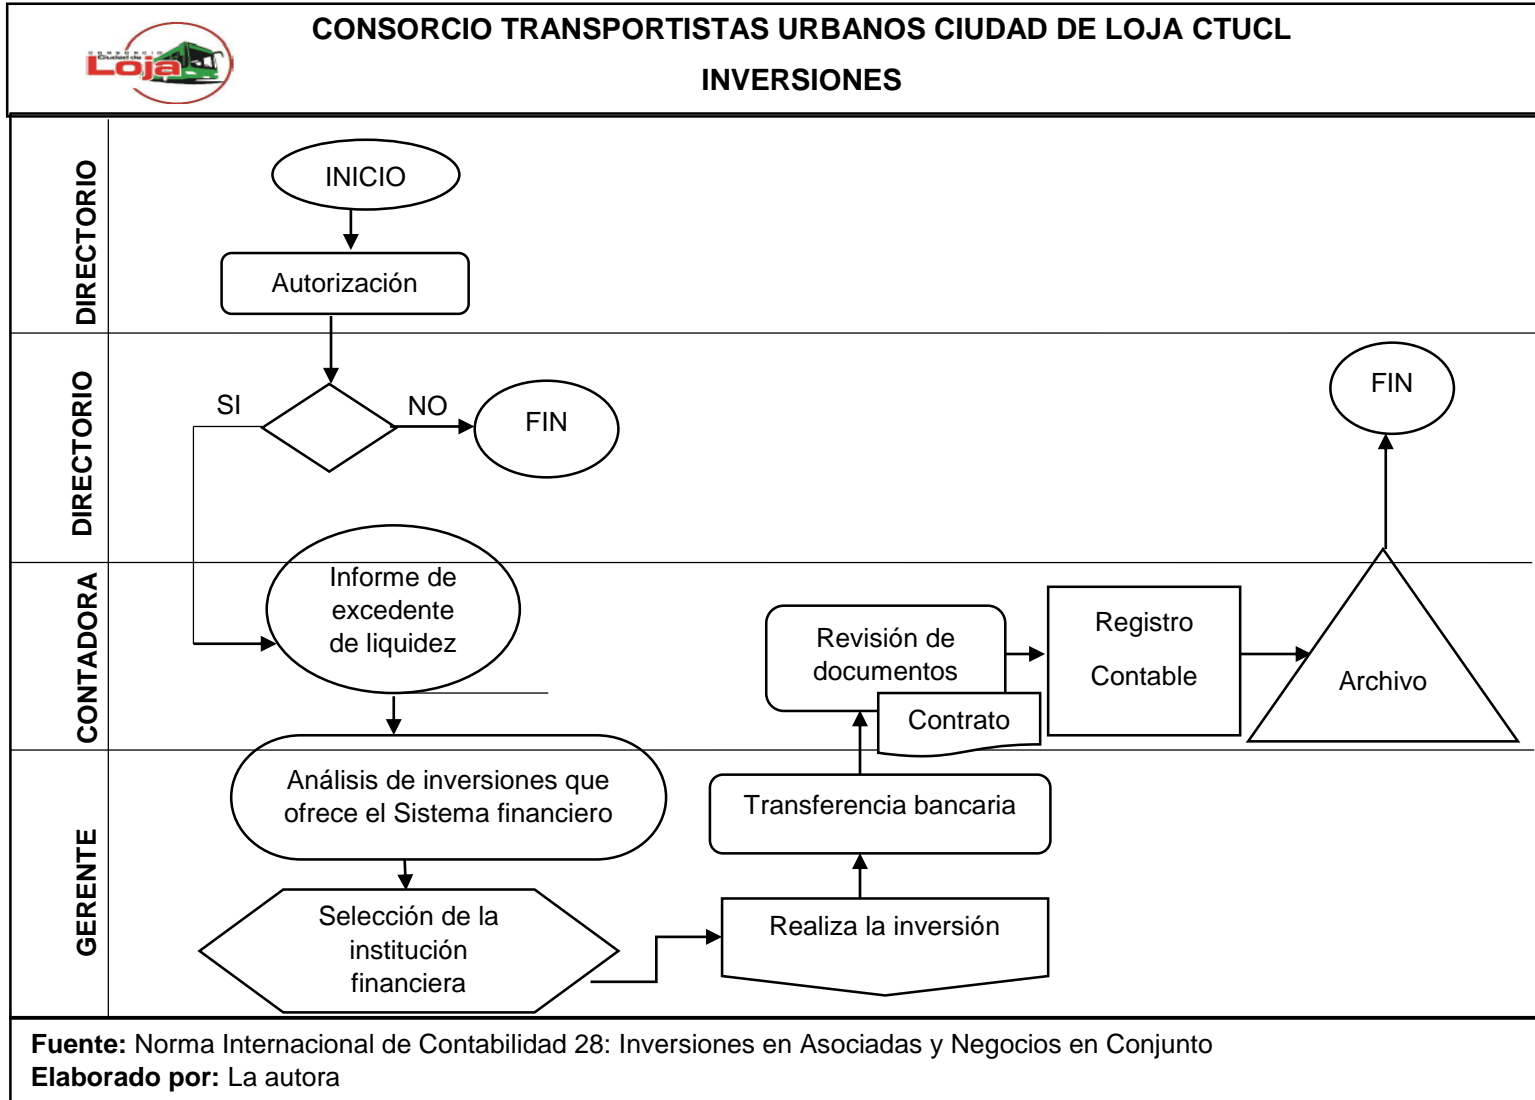 CONSORCIO TRANSPORTISTAS URBANOS CIUDAD DE LOJA CTUCL
INVERSIONES
CONSORCIO
Ciudad de
Loja
DIRECTORIO
INICIO
Autorización
DIRECTORIO
SI
NO
FIN
FIN
CONTADORA
Informe de
excedente
de liquidez
Revisión de
documentos
Contrato
Registro
Contable
Archivo
GERENTE
Análisis de inversiones que
ofrece el Sistema financiero
Transferencia bancaria
Selección de la
institución
financiera
Realiza la inversión
Fuente: Norma Internacional de Contabilidad 28: Inversiones en Asociadas y Negocios en Conjunto
Elaborado por: La autora